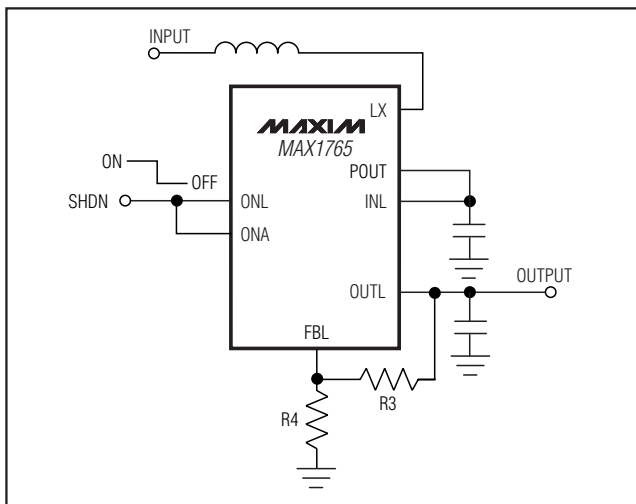 INPUT
LX
MAXIM
MAX1765
ON
OFF
POUT
SHDN
ONL
INL
ONA
OUTPUT
OUTL
FBL
R3
R4